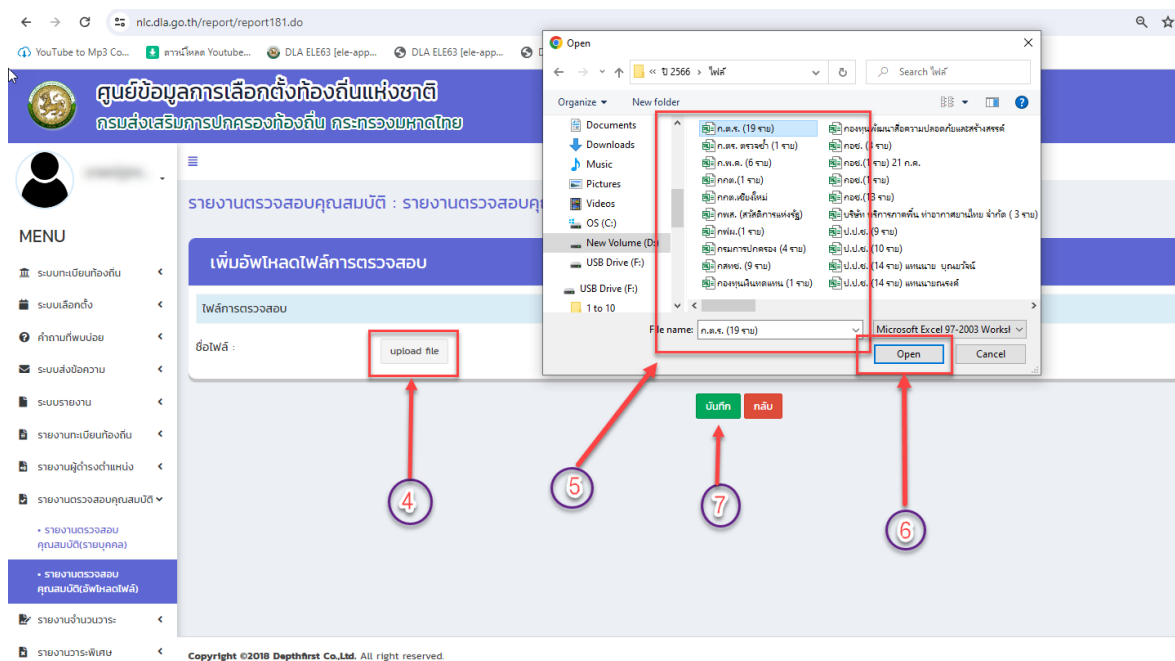 nlc.dla.go.th/report/report181.do
YouTube to Mp3 Co...
ดาวน์โหลด Youtube...
DLA ELE63 [ele-app...
DLA ELE63 [ele-app...
ศูนย์ข้อมูลการเลือกตั้งท้องถิ่นแห่งชาติ
กรมส่งเสริมการปกครองท้องถิ่น กระทรวงมหาดไทย
MENU
ระบบทะเบียนท้องถิ่น
ระบบเลือกตั้ง
คำถามที่พบบ่อย
ระบบส่งข้อความ
ระบบรายงาน
รายงานทะเบียนท้องถิ่น
รายงานผู้ดำรงตำแหน่ง
รายงานตรวจสอบคุณสมบัติ
• รายงานตรวจสอบ
คุณสมบัติ(รายบุคคล)
• รายงานตรวจสอบ
คุณสมบัติ(อัพโหลดไฟล์)
รายงานจำนวนวาระ
รายงานวาระพิเศษ
รายงานตรวจสอบคุณสมบัติ : รายงานตรวจสอบคุ
เพิ่มอัพโหลดไฟล์การตรวจสอบ
ไฟล์การตรวจสอบ
ชื่อไฟล์ :
upload file
บันทึก
กลับ
4
5
7
6
Open
« ปี 2566 › ไฟล์
Search ไฟล์
Organize
New folder
Documents
Downloads
Music
Pictures
Videos
OS (C:)
New Volume (D:)
USB Drive (F:)
USB Drive (F:)
1 to 10
ก.ต.ร. (19 ราย)
ก.ตร. ตรวจซ้ำ (1 ราย)
ก.พ.ค. (6 ราย)
กกต.(1 ราย)
กกต.เชียงใหม่
กพส. (สวัสดิการแห่งรัฐ)
กฟผ.(1 ราย)
กรมการปกครอง (4 ราย)
กสทช. (9 ราย)
กองทุนเงินทดแทน (1 ราย)
กองทุนพัฒนาสื่อความปลอดภัยและสร้างสรรค์
กอช. ( ราย)
กอช.(1 ราย) 21 ก.ค.
กอช.(1 ราย)
กอช.(13 ราย)
บริษัท บริการภาคพื้น ท่าอากาศยานไทย จำกัด ( 3 ราย)
ป.ป.ช.(9 ราย)
ป.ป.ช.(10 ราย)
ป.ป.ช.(14 ราย) แทนนาย บุณยวัจน์
ป.ป.ช.(14 ราย) แทนนายณรงค์
File name:
ก.ต.ร. (19 ราย)
Microsoft Excel 97-2003 Worksl
Open
Cancel
Copyright ©2018 Depthfirst Co.,Ltd. All right reserved.